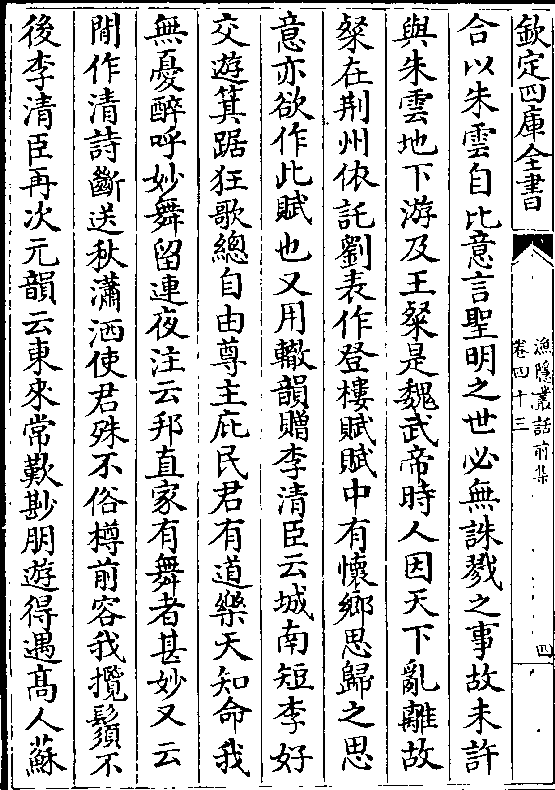 欽定四庫全書
漁隱叢話前集
卷四十三
四
合以朱雲自比意言聖明之世必無誅戮之事故未許
與朱雲地下游及王粲是魏武帝時人因天下亂離故
粲在荆州依託劉表作登樓賦賦中有懷鄉思歸之思
意亦欲作此賦也又用轍韻贈李清臣云城南短李好
交遊箕踞狂歌總自由尊主庇民君有道樂天知命我
無憂醉呼妙舞留連夜注云邦直家有舞者甚妙又云
閒作清詩斷送秋瀟洒使君殊不俗樽前容我攬鬚不
後李清臣再次元韻云東來常歎尠朋遊得遇髙人蘇